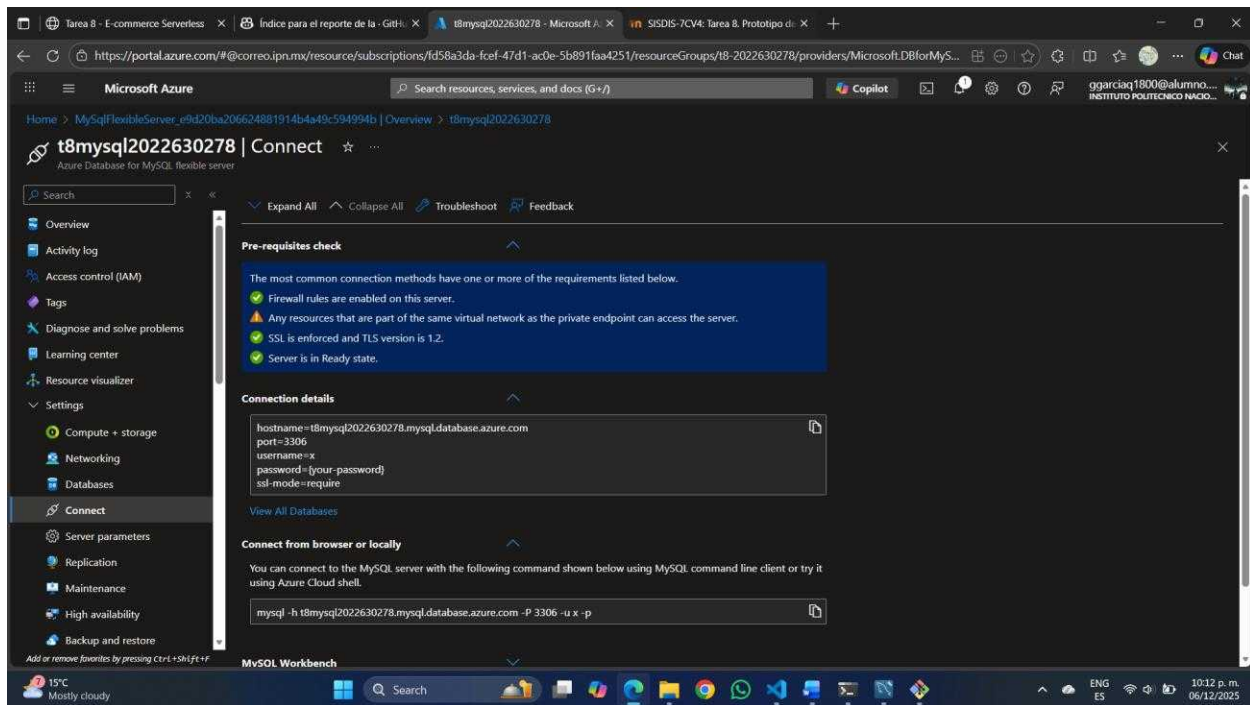 Tarea 8 - E-commerce Serverless
Índice para el reporte de la - GitHu
t8mysql2022630278 - Microsoft A
SISDIS-7CV4: Tarea 8. Prototipo de
https://portal.azure.com/#@correo.ipn.mx/resource/subscriptions/fd58a3da-fcef-47d1-ac0e-5b891faa4251/resourceGroups/t8-2022630278/providers/Microsoft.DBforMyS...
Chat
Microsoft Azure
Search resources, services, and docs (G+/)
Copilot
ggarciaq1800@alumno....
INSTITUTO POLITECNICO NACIO...
Home > MySqlFlexibleServer_e9d20ba206624881914b4a49c594994b | Overview > t8mysql2022630278
t8mysql2022630278 | Connect
Azure Database for MySQL flexible server
Search
Overview
Activity log
Access control (IAM)
Tags
Diagnose and solve problems
Learning center
Resource visualizer
Settings
Compute + storage
Networking
Databases
Connect
Server parameters
Replication
Maintenance
High availability
Backup and restore
Add or remove favorites by pressing Ctrl+Shift+F
Expand All Collapse All Troubleshoot Feedback
Pre-requisites check
The most common connection methods have one or more of the requirements listed below.
Firewall rules are enabled on this server.
Any resources that are part of the same virtual network as the private endpoint can access the server.
SSL is enforced and TLS version is 1.2.
Server is in Ready state.
Connection details
hostname=t8mysql2022630278.mysql.database.azure.com
port=3306
username=x
password={your-password}
ssl-mode=require
View All Databases
Connect from browser or locally
You can connect to the MySQL server with the following command shown below using MySQL command line client or try it
using Azure Cloud shell.
mysql -h t8mysql2022630278.mysql.database.azure.com -P 3306 -u x -p
MySQL Workbench
7
15°C
Mostly cloudy
Search
ENG
ES
10:12 p. m.
06/12/2025